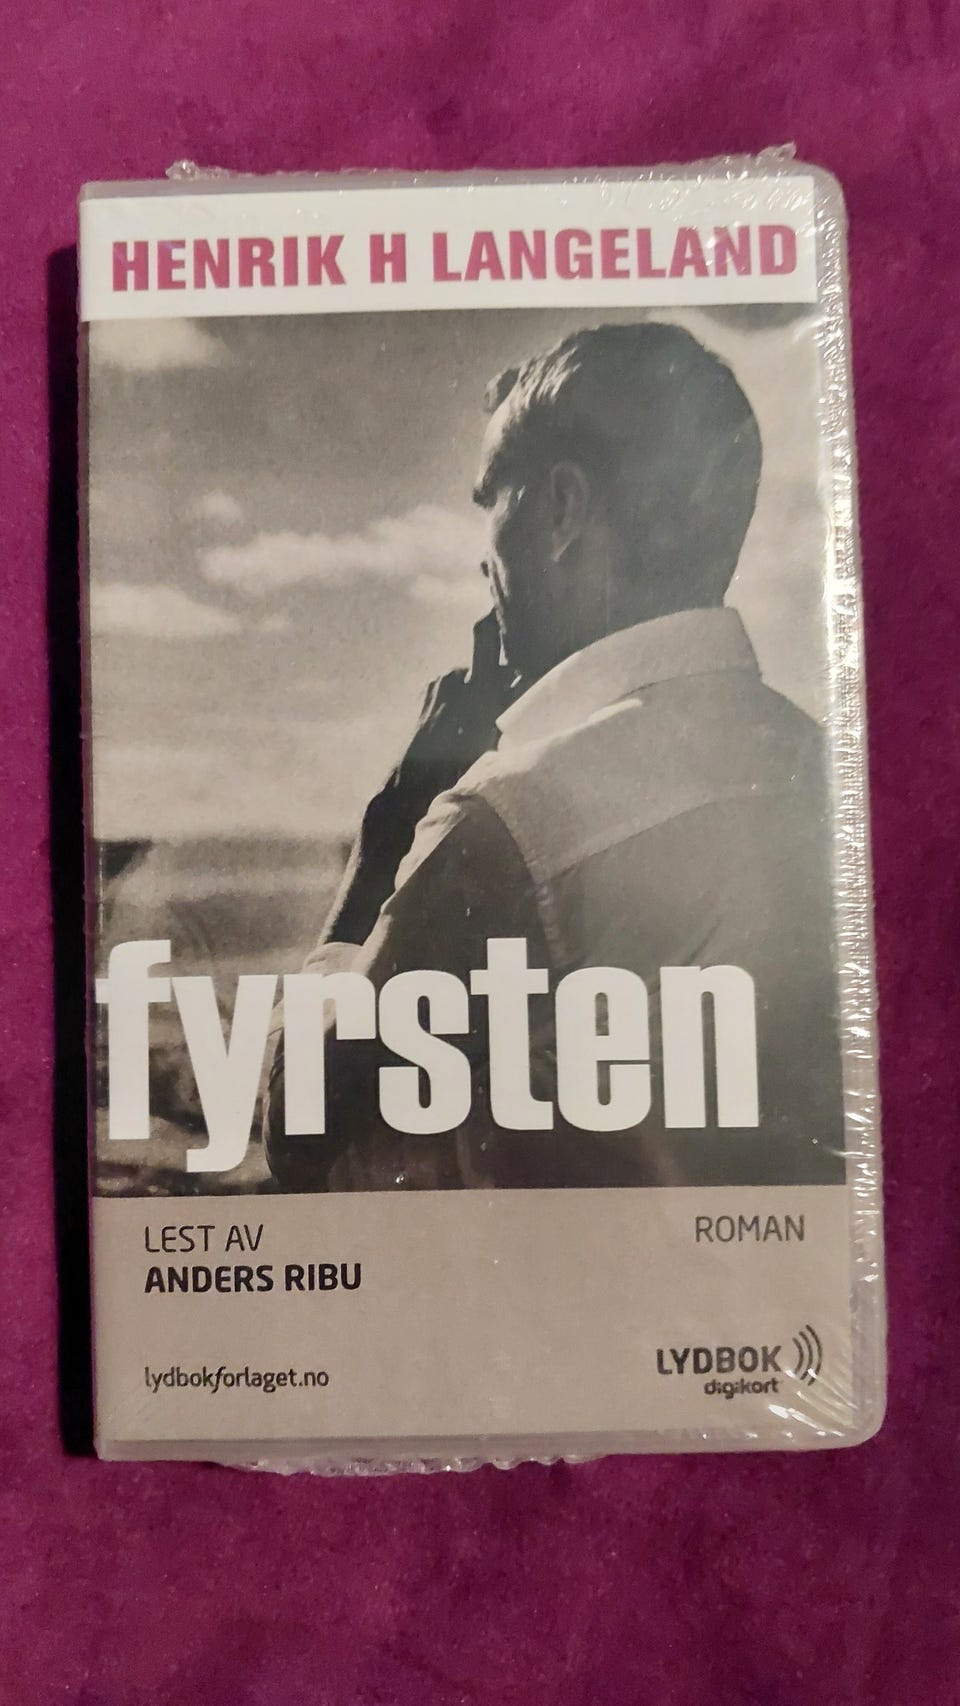 HENRIK H LANGELAND
fyrsten
LEST AV
ANDERS RIBU
ROMAN
lydbokforlaget.no
LYDBOK
digikort